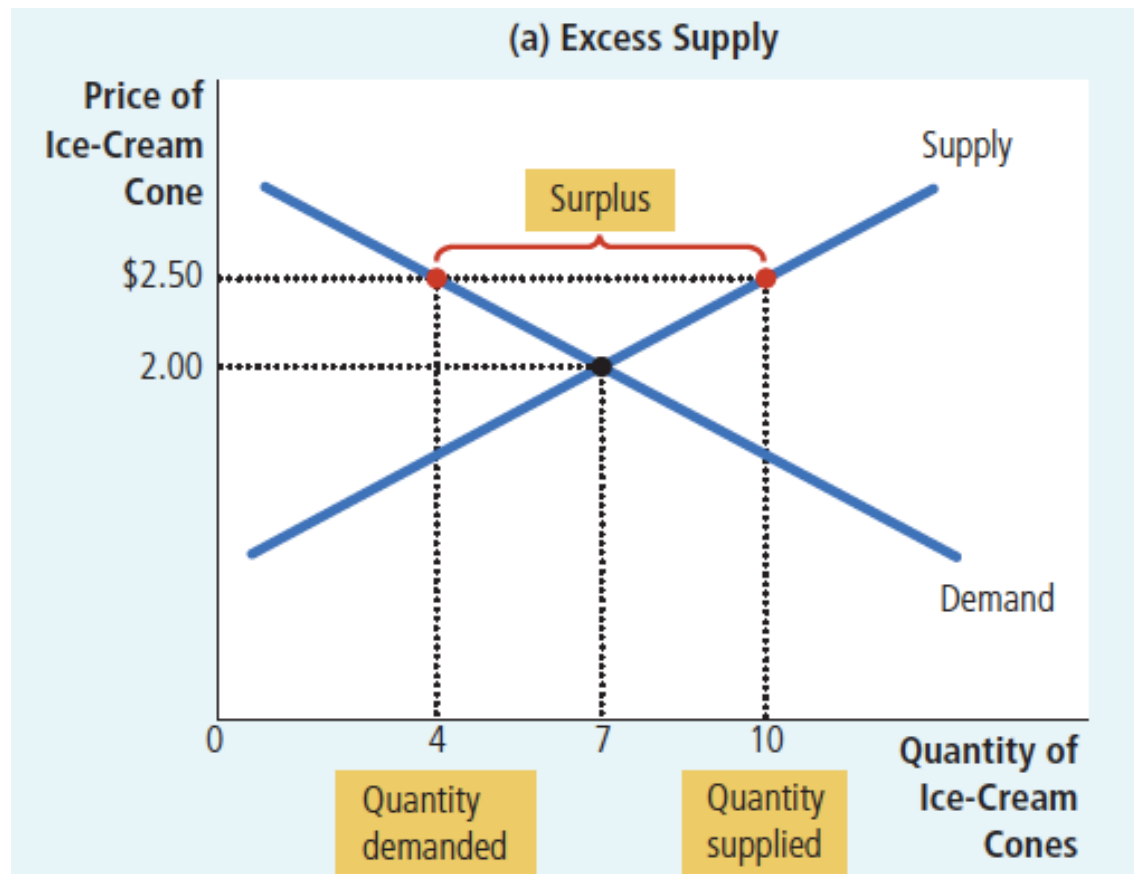 (a) Excess Supply
Price of
Ice-Cream
Cone
Supply
Surplus
$2.50
2.00
Demand
0
4
7
10
Quantity of
Ice-Cream
Cones
Quantity
demanded
Quantity
supplied